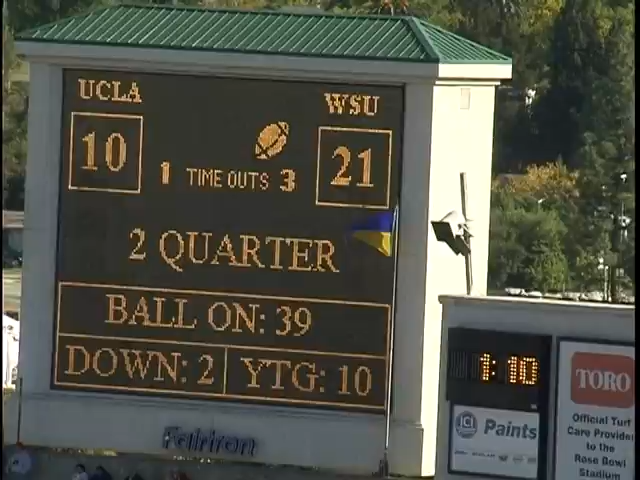 UCLA WSU
10 21
1 TIME OUTS 3
2 QUARTER
BALL ON: 39
DOWN: 2 YTG: 10
1:10
ICI Paints
TORO
Official Turf
Care Provider
to the
Rose Bowl
Stadium